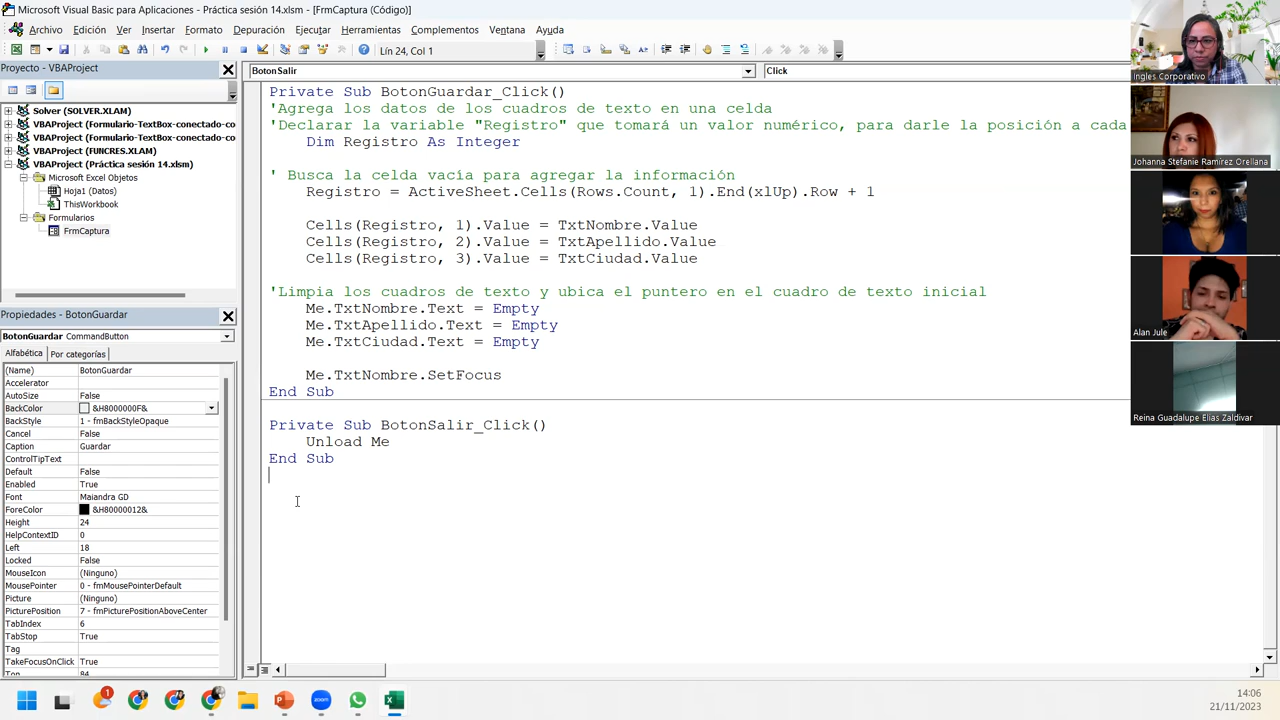 Microsoft Visual Basic para Aplicaciones - Práctica sesión 14.xlsm - [FrmCaptura (Código)]
Archivo Edición Ver Insertar Formato Depuración Ejecutar Herramientas Complementos Ventana Ayuda
Lín 24, Col 1
Proyecto - VBAProject
Solver (SOLVER.XLAM)
VBAProject (Formulario-TextBox-conectado-co
VBAProject (Formulario-TextBox-conectado-co
VBAProject (FUNCRES.XLAM)
VBAProject (Práctica sesión 14.xlsm)
Microsoft Excel Objetos
Hoja1 (Datos)
ThisWorkbook
Formularios
FrmCaptura
Propiedades - BotonGuardar
BotonGuardar CommandButton
Alfabética Por categorías
(Name) BotonGuardar
Accelerator
AutoSize False
BackColor &H8000000F&
BackStyle 1 - fmBackStyleOpaque
Cancel False
Caption Guardar
ControlTipText
Default False
Enabled True
Font Maiandra GD
ForeColor &H80000012&
Height 24
HelpContextID 0
Left 18
Locked False
MouseIcon (Ninguno)
MousePointer 0 - fmMousePointerDefault
Picture (Ninguno)
PicturePosition 7 - fmPicturePositionAboveCenter
TabIndex 6
TabStop True
Tag
TakeFocusOnClick True
Top 84
BotonSalir Click
Private Sub BotonGuardar_Click()
'Agrega los datos de los cuadros de texto en una celda
'Declarar la variable "Registro" que tomará un valor numérico, para darle la posición a cada
Dim Registro As Integer
' Busca la celda vacía para agregar la información
Registro = ActiveSheet.Cells(Rows.Count, 1).End(xlUp).Row + 1
Cells(Registro, 1).Value = TxtNombre.Value
Cells(Registro, 2).Value = TxtApellido.Value
Cells(Registro, 3).Value = TxtCiudad.Value
'Limpia los cuadros de texto y ubica el puntero en el cuadro de texto inicial
Me.TxtNombre.Text = Empty
Me.TxtApellido.Text = Empty
Me.TxtCiudad.Text = Empty
Me.TxtNombre.SetFocus
End Sub
Private Sub BotonSalir_Click()
Unload Me
End Sub
Ingles Corporativo
Johanna Stefanie Ramirez Orellana
Alan Jule
Reina Guadalupe Elias Zaldivar
1
zoom
14:06
21/11/2023